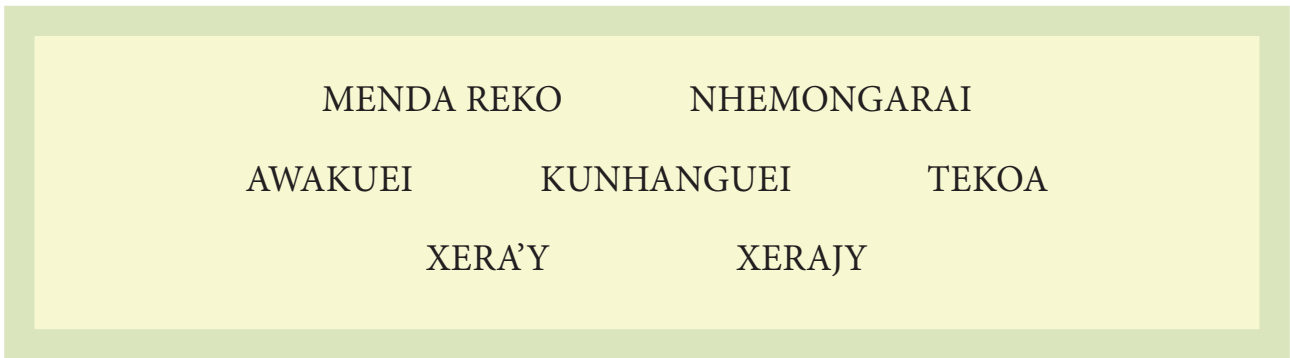 MENDA REKO NHEMONGARAI
AWAKUEI KUNHANGUEI TEKOA
XERA’Y XERAJY